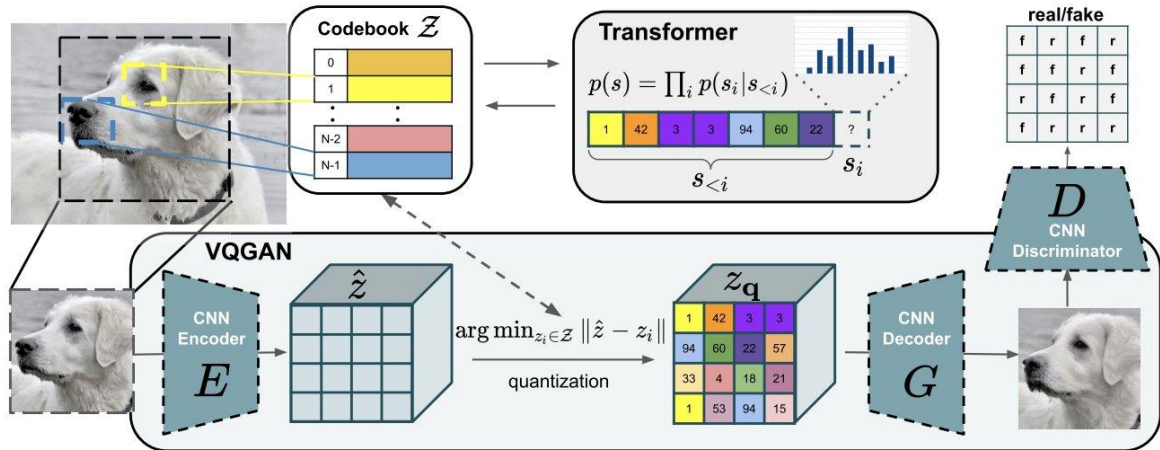 Codebook 𝒵
0
1
N-2
N-1
Transformer
p(s) = ∏ᵢ p(sᵢ|s<ᵢ)
1 42 3 3 94 60 22 ?
s<ᵢ
sᵢ
real/fake
f r f r
f f r r
r f r f
f r r r
D
CNN
Discriminator
VQGAN
CNN
Encoder
E
ẑ
arg min_{zᵢ∈𝒵} ‖ẑ − zᵢ‖
quantization
z_𝐪
1 42 3 3
94 60 22 57
33 4 18 21
1 53 94 15
CNN
Decoder
G